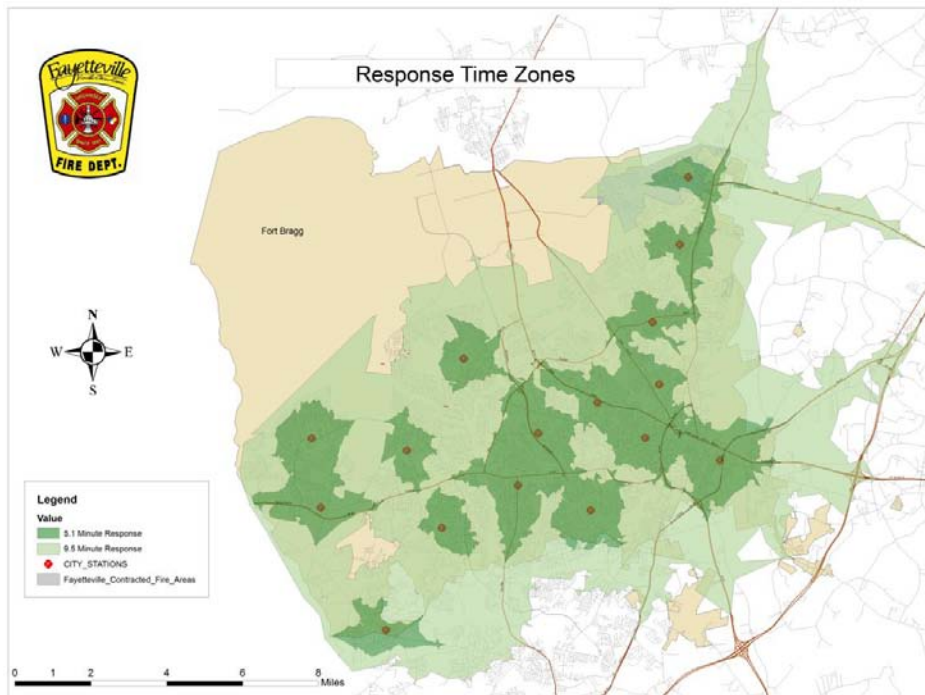 Fayetteville
FIRE DEPT.
Response Time Zones
Fort Bragg
N
W E
S
Legend
Value
5.1 Minute Response
9.5 Minute Response
CITY_STATIONS
Fayetteville_Contracted_Fire_Areas
0 2 4 6 8
Miles